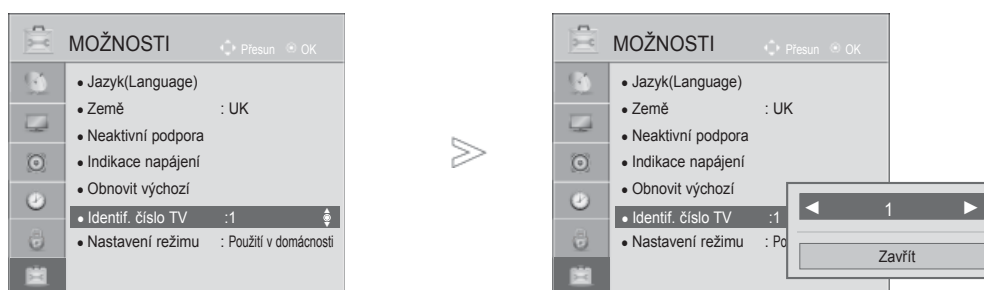 MOŽNOSTI Přesun OK
• Jazyk(Language)
• Země : UK
• Neaktivní podpora
• Indikace napájení
• Obnovit výchozí
• Identif. číslo TV :1
• Nastavení režimu : Použití v domácnosti
MOŽNOSTI Přesun OK
• Jazyk(Language)
• Země : UK
• Neaktivní podpora
• Indikace napájení
• Obnovit výchozí
• Identif. číslo TV :1
• Nastavení režimu : Po
◄ 1 ►
Zavřít